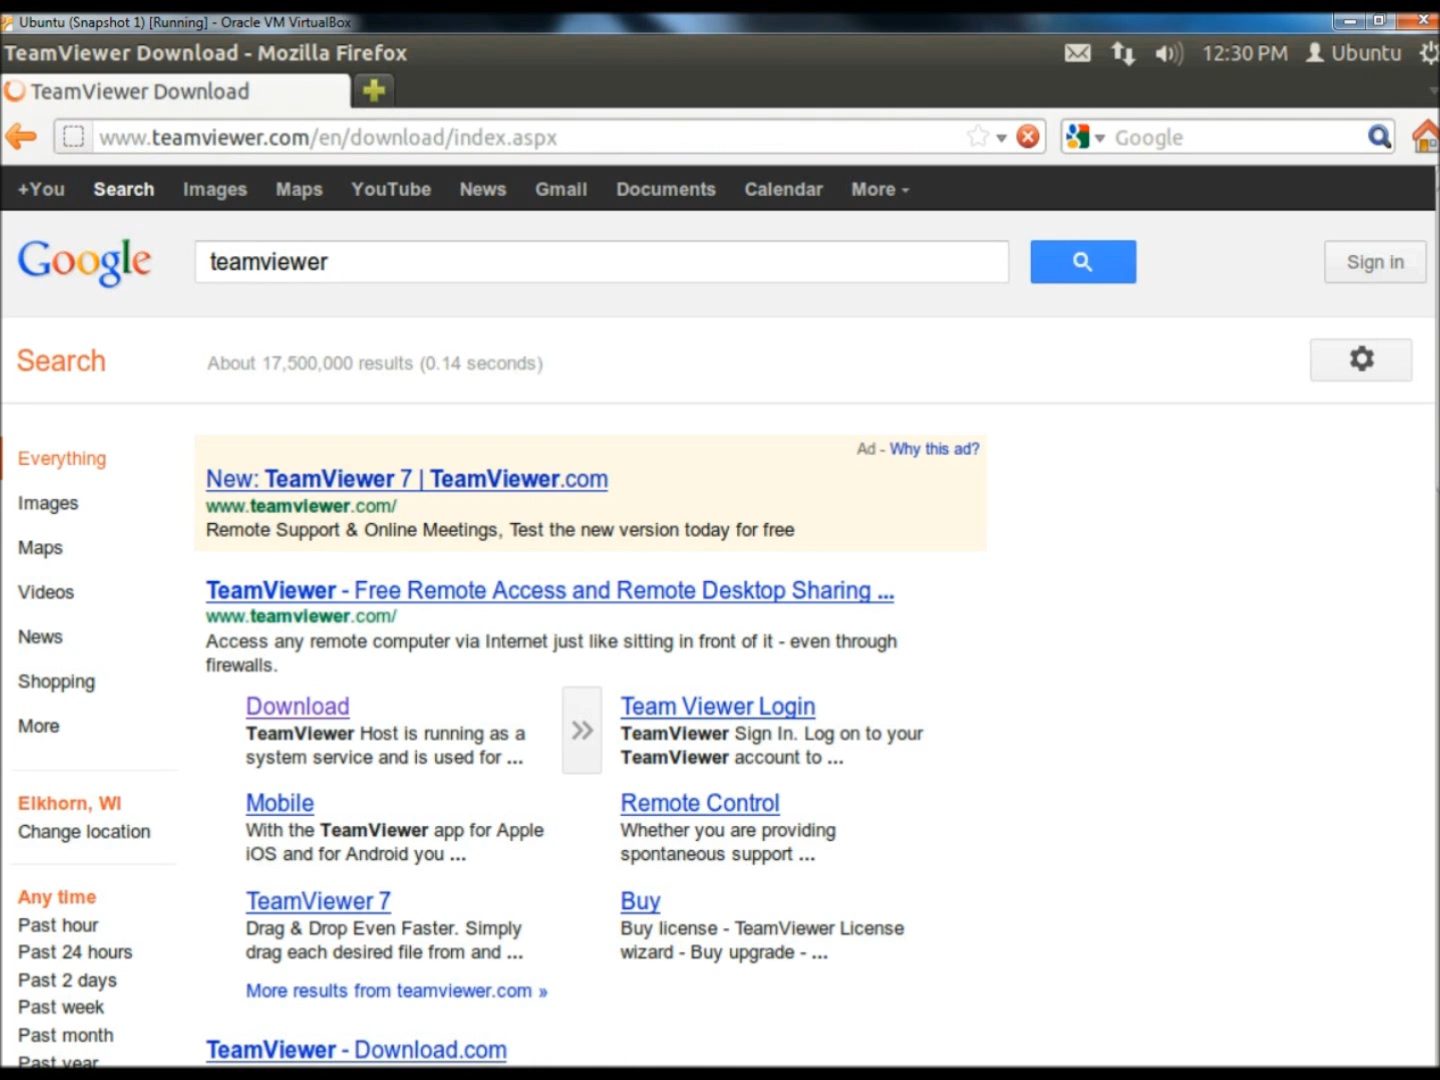 Ubuntu (Snapshot 1) [Running] - Oracle VM VirtualBox
TeamViewer Download - Mozilla Firefox
12:30 PM Ubuntu
TeamViewer Download
www.teamviewer.com/en/download/index.aspx
Google
+You Search Images Maps YouTube News Gmail Documents Calendar More
Google
teamviewer
Sign in
Search
About 17,500,000 results (0.14 seconds)
Everything
Images
Maps
Videos
News
Shopping
More
Elkhorn, WI
Change location
Any time
Past hour
Past 24 hours
Past 2 days
Past week
Past month
Past year
Ad - Why this ad?
New: TeamViewer 7 | TeamViewer.com
www.teamviewer.com/
Remote Support & Online Meetings, Test the new version today for free
TeamViewer - Free Remote Access and Remote Desktop Sharing ...
www.teamviewer.com/
Access any remote computer via Internet just like sitting in front of it - even through
firewalls.
Download
TeamViewer Host is running as a
system service and is used for ...
Team Viewer Login
TeamViewer Sign In. Log on to your
TeamViewer account to ...
Mobile
With the TeamViewer app for Apple
iOS and for Android you ...
Remote Control
Whether you are providing
spontaneous support ...
TeamViewer 7
Drag & Drop Even Faster. Simply
drag each desired file from and ...
Buy
Buy license - TeamViewer License
wizard - Buy upgrade - ...
More results from teamviewer.com »
TeamViewer - Download.com